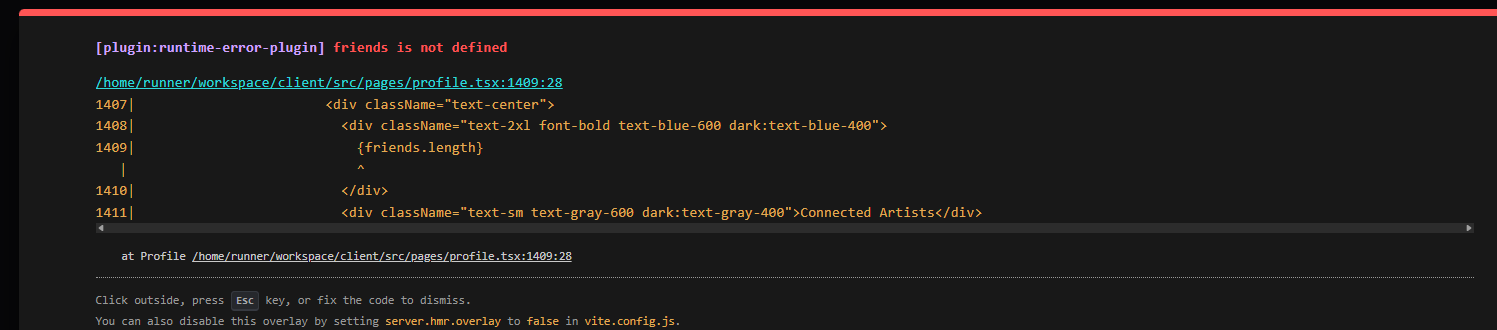 [plugin:runtime-error-plugin] friends is not defined
/home/runner/workspace/client/src/pages/profile.tsx:1409:28
1407|                        <div className="text-center">
1408|                          <div className="text-2xl font-bold text-blue-600 dark:text-blue-400">
1409|                            {friends.length}
|                            ^
1410|                          </div>
1411|                          <div className="text-sm text-gray-600 dark:text-gray-400">Connected Artists</div>
at Profile /home/runner/workspace/client/src/pages/profile.tsx:1409:28
Click outside, press Esc key, or fix the code to dismiss.
You can also disable this overlay by setting server.hmr.overlay to false in vite.config.js.